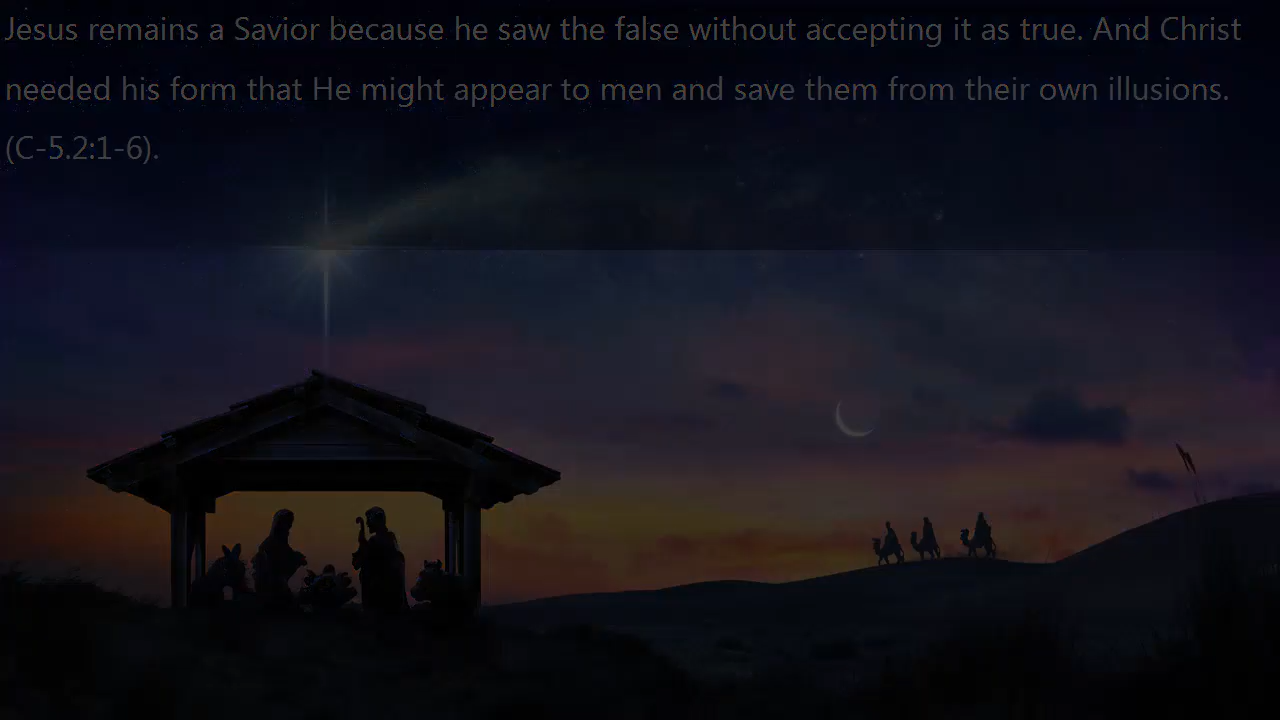 Jesus remains a Savior because he saw the false without accepting it as true. And Christ
needed his form that He might appear to men and save them from their own illusions.
(C-5.2:1-6).